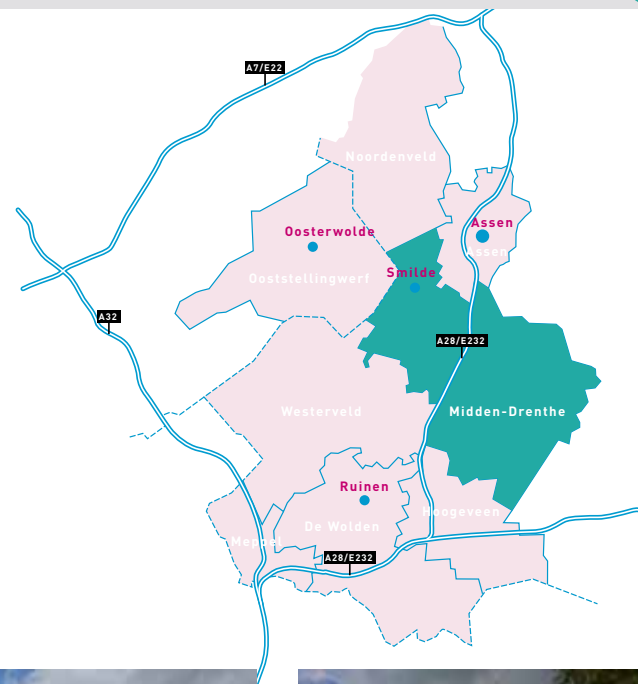 A7/E22
Noordenveld
Assen
Oosterwolde
Assen
Smilde
Ooststellingwerf
A32
A28/E232
Westerveld
Midden-Drenthe
Ruinen
Hoogeveen
De Wolden
Meppel
A28/E232